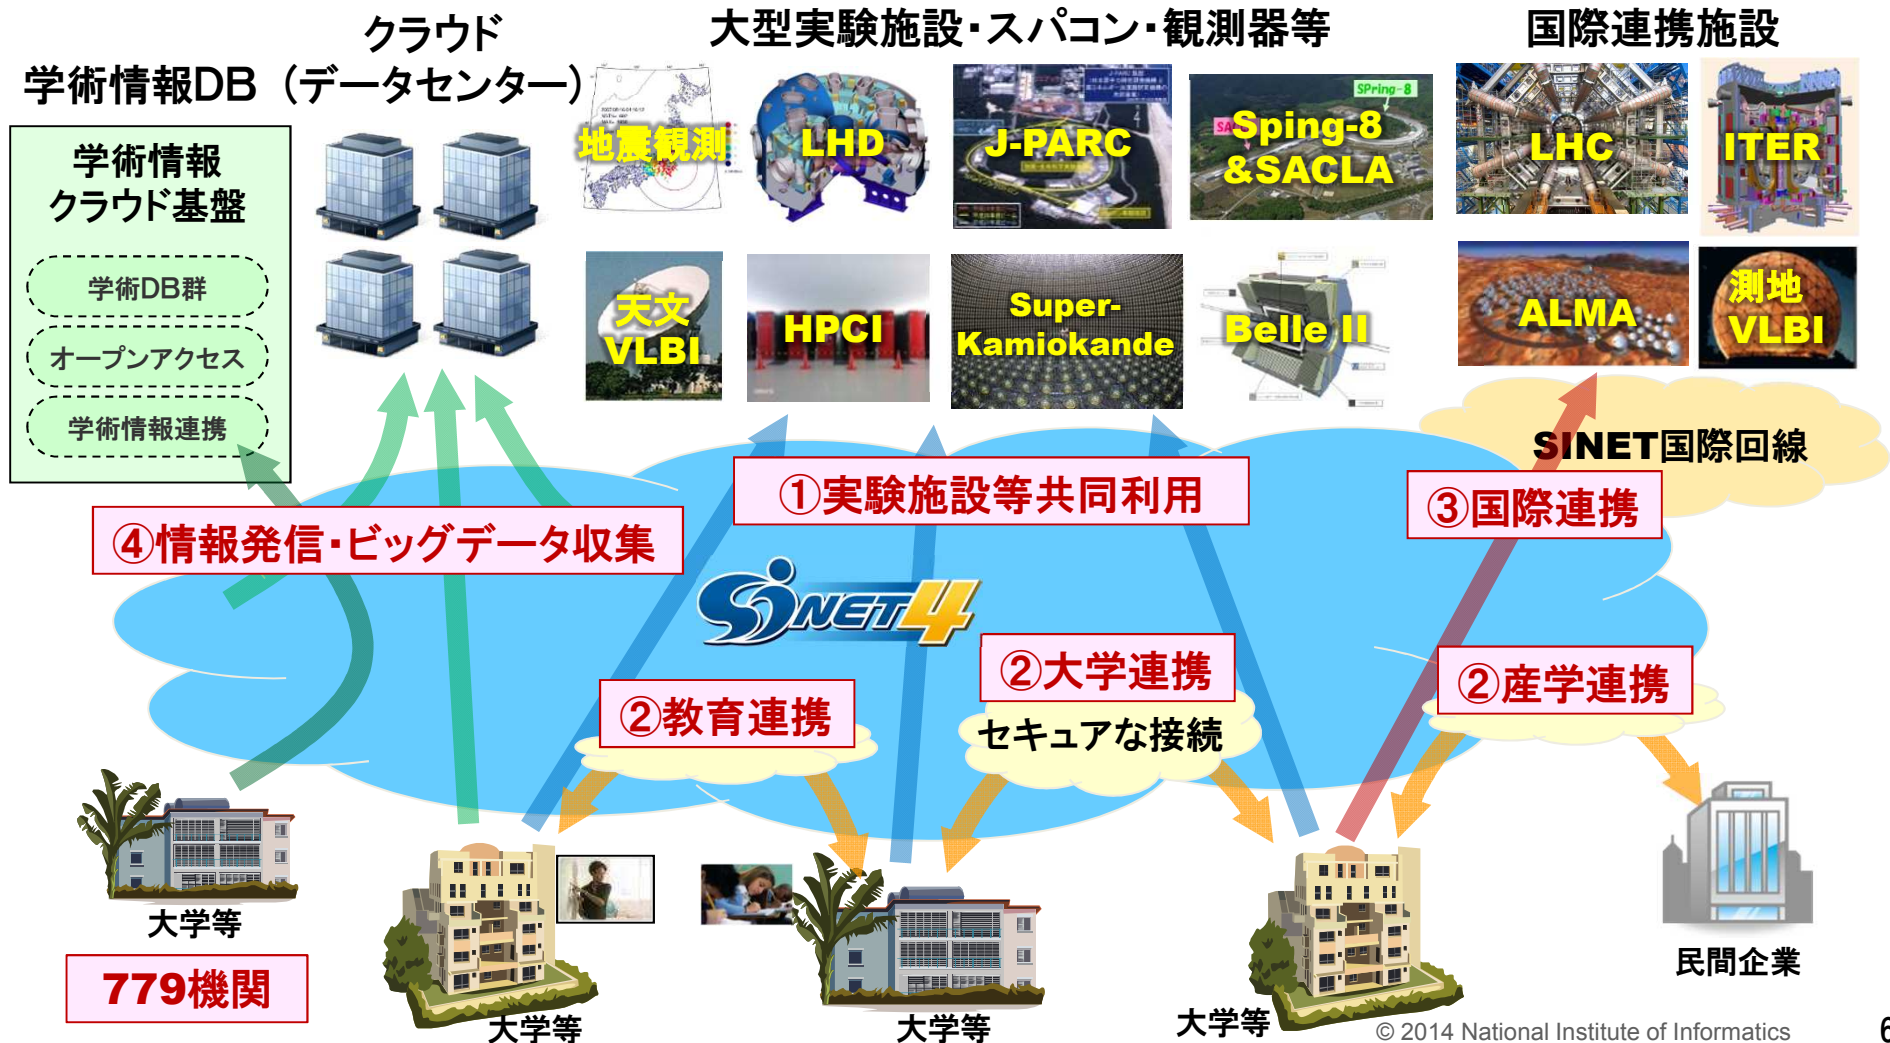 クラウド
学術情報DB（データセンター）
大型実験施設・スパコン・観測器等
国際連携施設
学術情報
クラウド基盤
学術DB群
オープンアクセス
学術情報連携
地震観測
LHD
J-PARC
SPring-8
Sping-8
&SACLA
LHC
ITER
天文
VLBI
HPCI
Super-
Kamiokande
Belle II
ALMA
測地
VLBI
SINET国際回線
①実験施設等共同利用
③国際連携
④情報発信・ビッグデータ収集
SINET4
②大学連携
セキュアな接続
②教育連携
②産学連携
大学等
779機関
大学等
大学等
大学等
民間企業
© 2014 National Institute of Informatics
6